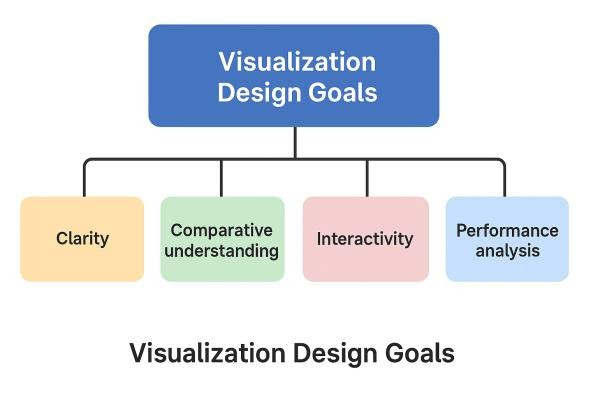 Visualization
Design Goals
Clarity
Comparative
understanding
Interactivity
Performance
analysis
Visualization Design Goals